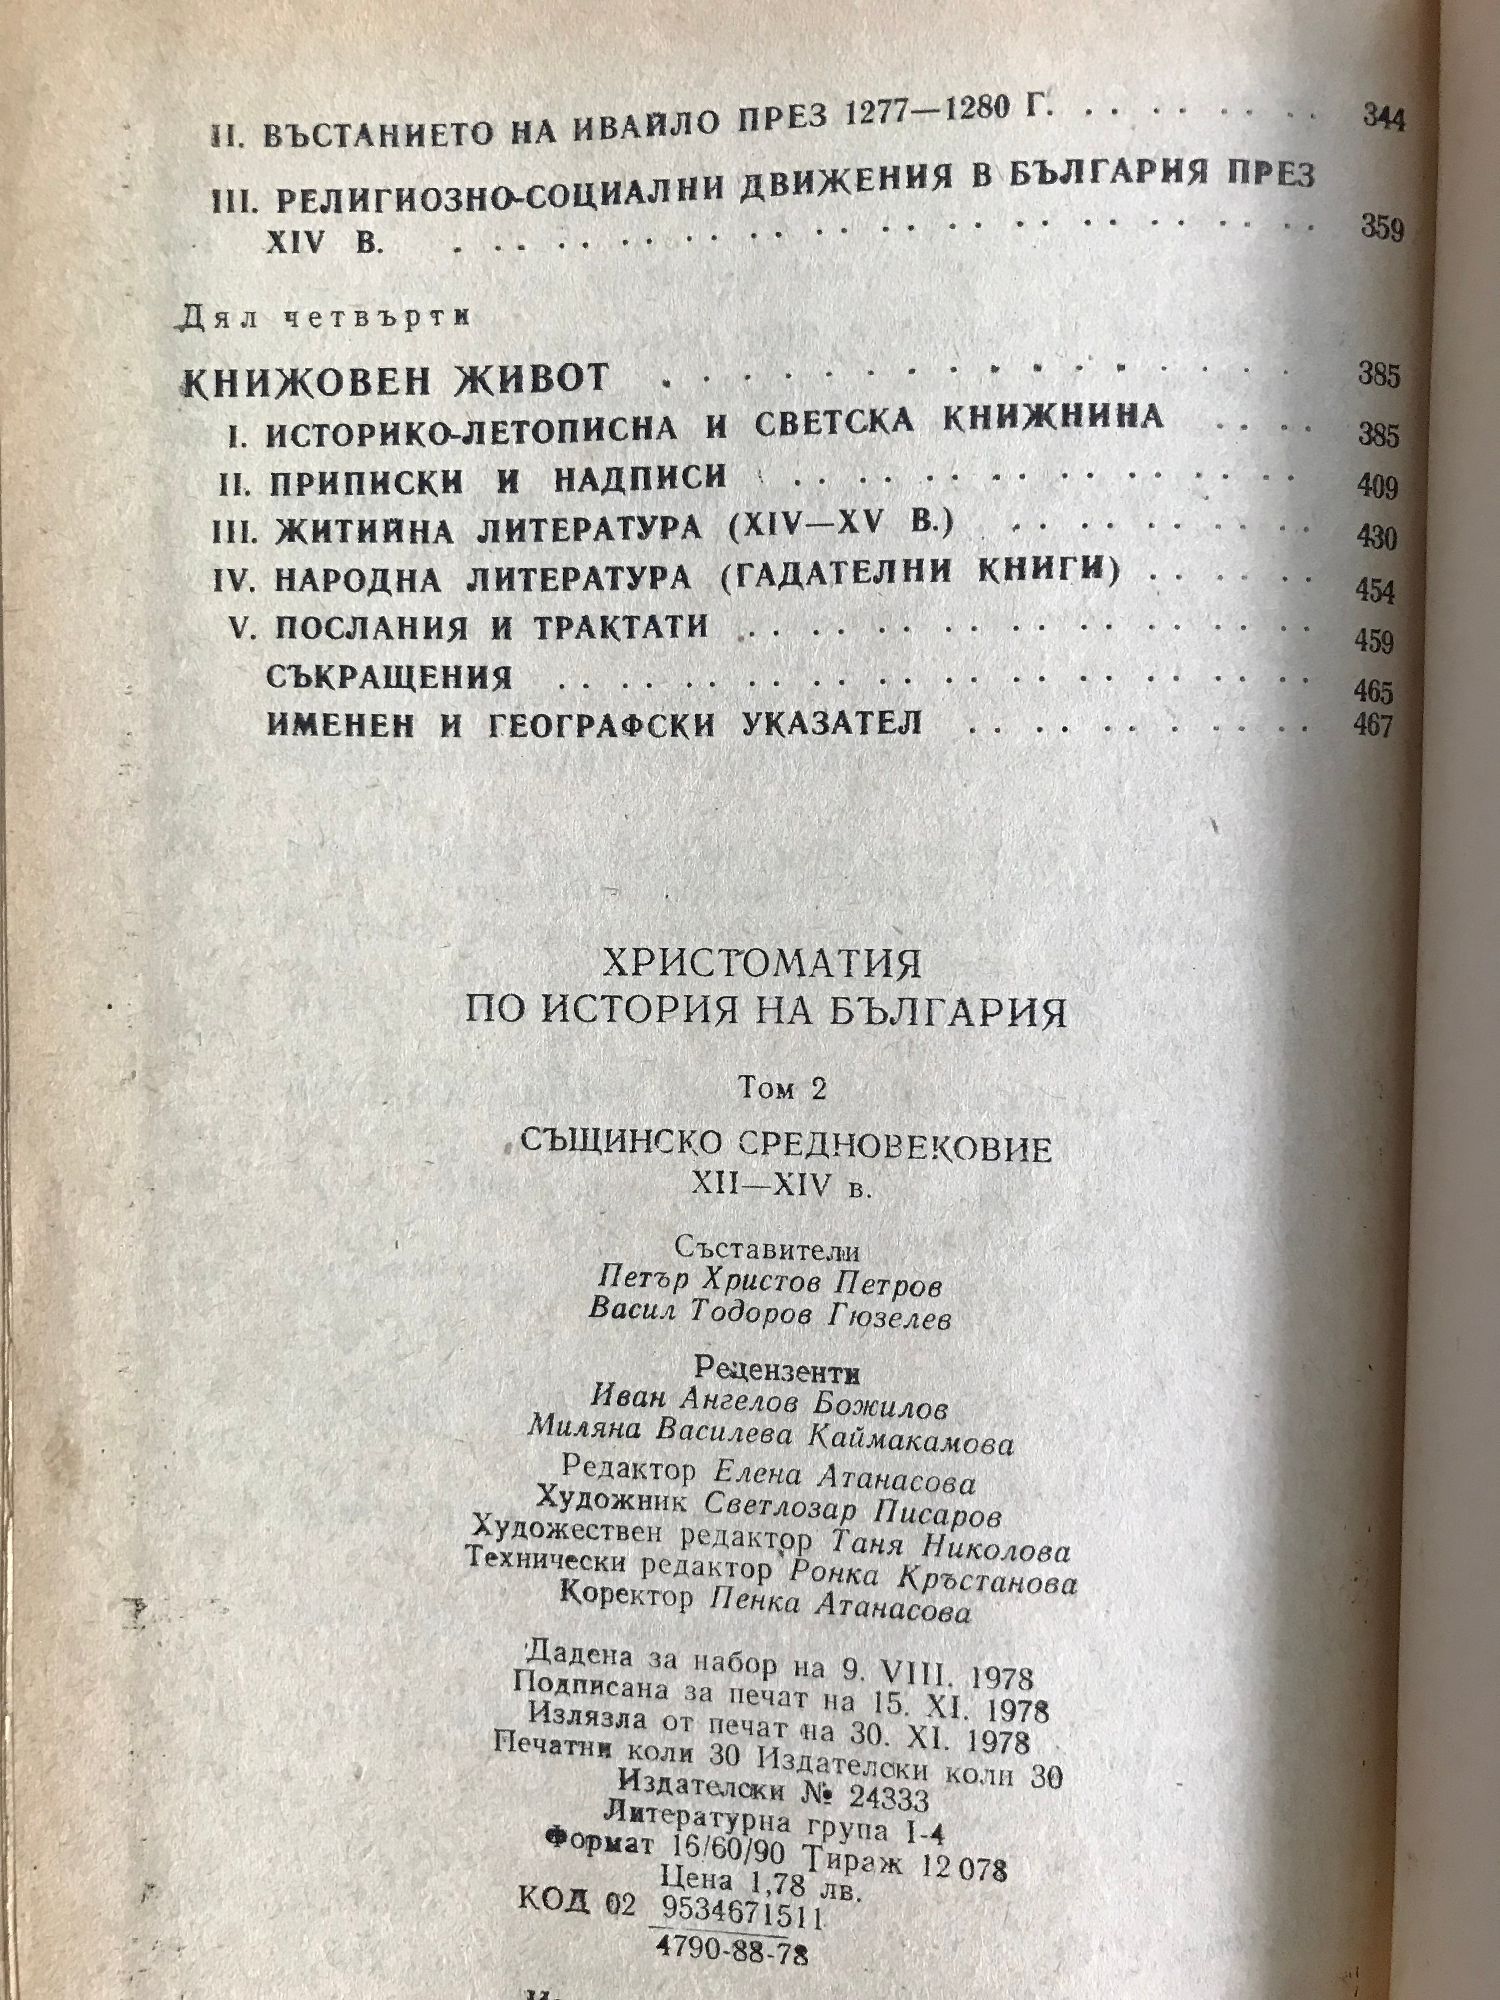 II. ВЪСТАНИЕТО НА ИВАЙЛО ПРЕЗ 1277—1280 Г. . . . . . . . . 344
III. РЕЛИГИОЗНО-СОЦИАЛНИ ДВИЖЕНИЯ В БЪЛГАРИЯ ПРЕЗ
XIV В. . . . . . . . . . . . . . . . 359
Дял четвърти
КНИЖОВЕН ЖИВОТ . . . . . . . . . . . . . . . 385
I. ИСТОРИКО-ЛЕТОПИСНА И СВЕТСКА КНИЖНИНА . . . . 385
II. ПРИПИСКИ И НАДПИСИ . . . . . . . . . . . . . . 409
III. ЖИТИЙНА ЛИТЕРАТУРА (XIV—XV В.) . . . . . . . . . 430
IV. НАРОДНА ЛИТЕРАТУРА (ГАДАТЕЛНИ КНИГИ) . . . . . . 454
V. ПОСЛАНИЯ И ТРАКТАТИ . . . . . . . . . . . . . . 459
СЪКРАЩЕНИЯ . . . . . . . . . . . . . . . . . . 465
ИМЕНЕН И ГЕОГРАФСКИ УКАЗАТЕЛ . . . . . . . . . . . 467
ХРИСТОМАТИЯ
ПО ИСТОРИЯ НА БЪЛГАРИЯ
Том 2
СЪЩИНСКО СРЕДНОВЕКОВИЕ
XII—XIV в.
Съставители
Петър Христов Петров
Васил Тодоров Гюзелев
Рецензенти
Иван Ангелов Божилов
Миляна Василева Каймакамова
Редактор Елена Атанасова
Художник Светлозар Писаров
Художествен редактор Таня Николова
Технически редактор Ронка Кръстанова
Коректор Пенка Атанасова
Дадена за набор на 9. VIII. 1978
Подписана за печат на 15. XI. 1978
Излязла от печат на 30. XI. 1978
Печатни коли 30 Издателски коли 30
Издателски № 24333
Литературна група I-4
Формат 16/60/90 Тираж 12 078
Цена 1,78 лв.
КОД 02 9534671511
4790-88-78